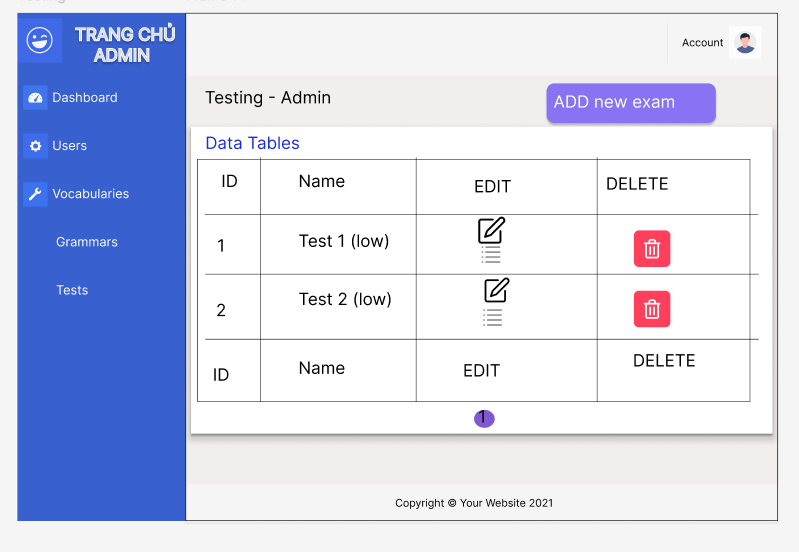 TRANG CHỦ
ADMIN
Account
Dashboard
Users
Vocabularies
Grammars
Tests
Testing - Admin
ADD new exam
Data Tables
ID Name EDIT DELETE
1 Test 1 (low)
2 Test 2 (low)
ID Name EDIT DELETE
1
Copyright © Your Website 2021